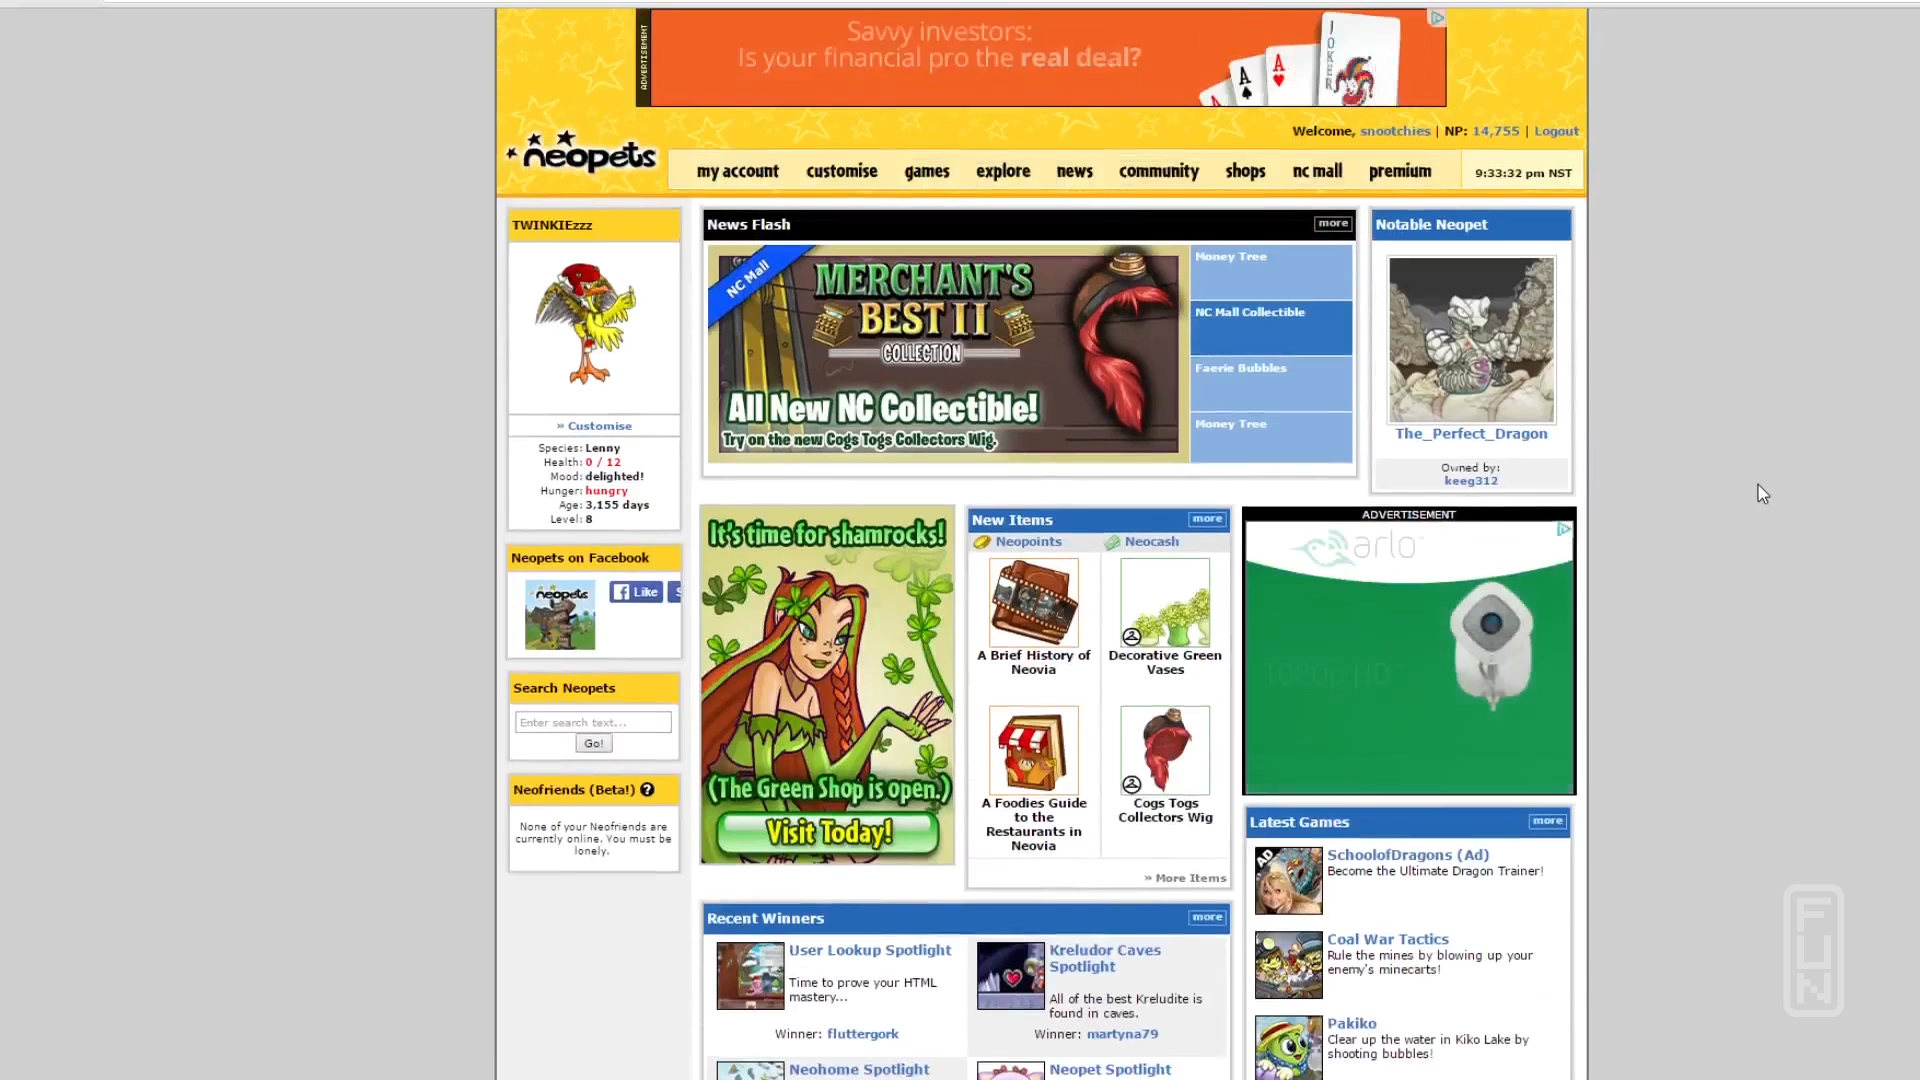 ADVERTISEMENT
Savvy investors:
Is your financial pro the real deal?
JOKER
A
A
A
neopets
Welcome, snootchies | NP: 14,755 | Logout
my account
customise
games
explore
news
community
shops
nc mall
premium
9:33:32 pm NST
TWINKIEzzz
» Customise
Species: Lenny
Health: 0 / 12
Mood: delighted!
Hunger: hungry
Age: 3,155 days
Level: 8
Neopets on Facebook
neopets
Like
S
Search Neopets
Enter search text...
Go!
Neofriends (Beta!) ?
None of your Neofriends are
currently online. You must be
lonely.
News Flash
more
NC Mall
MERCHANT'S
BEST II
COLLECTION
All New NC Collectible!
Try on the new Cogs Togs Collectors Wig.
Money Tree
NC Mall Collectible
Faerie Bubbles
Money Tree
Notable Neopet
The_Perfect_Dragon
Owned by:
keeg312
It's time for shamrocks!
(The Green Shop is open.)
Visit Today!
New Items
more
Neopoints
Neocash
A Brief History of
Neovia
Decorative Green
Vases
A Foodies Guide
to the
Restaurants in
Neovia
Cogs Togs
Collectors Wig
» More Items
ADVERTISEMENT
arlo
1080p HD
Latest Games
more
AD
SchoolofDragons (Ad)
Become the Ultimate Dragon Trainer!
Coal War Tactics
Rule the mines by blowing up your
enemy's minecarts!
Pakiko
Clear up the water in Kiko Lake by
shooting bubbles!
Recent Winners
more
User Lookup Spotlight
Time to prove your HTML
mastery...
Winner: fluttergork
Kreludor Caves
Spotlight
All of the best Kreludite is
found in caves.
Winner: martyna79
Neohome Spotlight
Neopet Spotlight
FUN